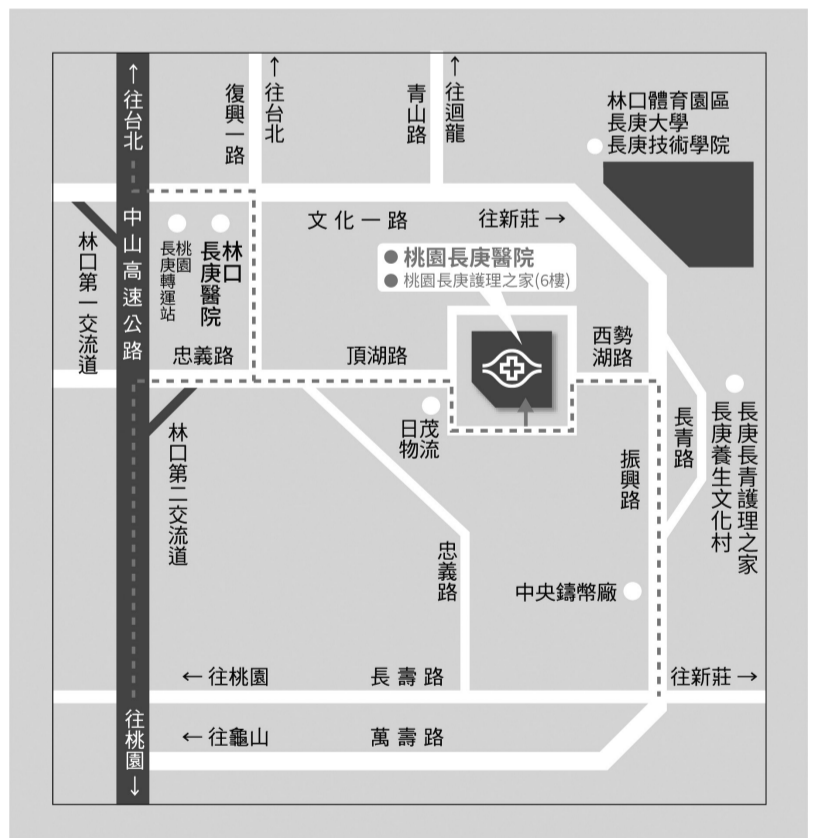 ↑往台北
復興一路
↑往台北
青山路
↑往迴龍
林口體育園區
長庚大學
長庚技術學院
中山高速公路
林口第一交流道
桃園
長庚轉運站
林口
長庚醫院
文化一路
往新莊→
桃園長庚醫院
桃園長庚護理之家(6樓)
忠義路
頂湖路
西勢
湖路
茂流
日物
林口第二交流道
忠義路
振興路
長青路
長庚長青護理之家
長庚養生文化村
中央鑄幣廠
←往桃園
長壽路
往新莊→
往桃園↓
←往龜山
萬壽路